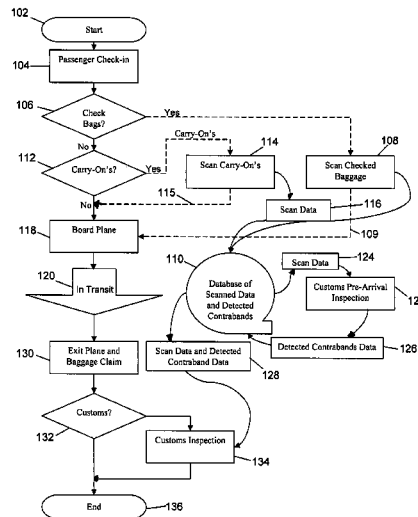 102
Start
104
Passenger Check-in
106
Check
Bags?
Yes
No
Carry-On's
112
Carry-On's?
Yes
114
Scan Carry-On's
108
Scan Checked
Baggage
No
115
Scan Data
116
109
118
Board Plane
120
In Transit
110
Database of
Scanned Data
and Detected
Contrabands
124
Scan Data
Customs Pre-Arrival
Inspection
12
Detected Contrabands Data
126
130
Exit Plane and
Baggage Claim
Scan Data and Detected
Contraband Data
128
Customs?
132
Customs Inspection
134
End
136